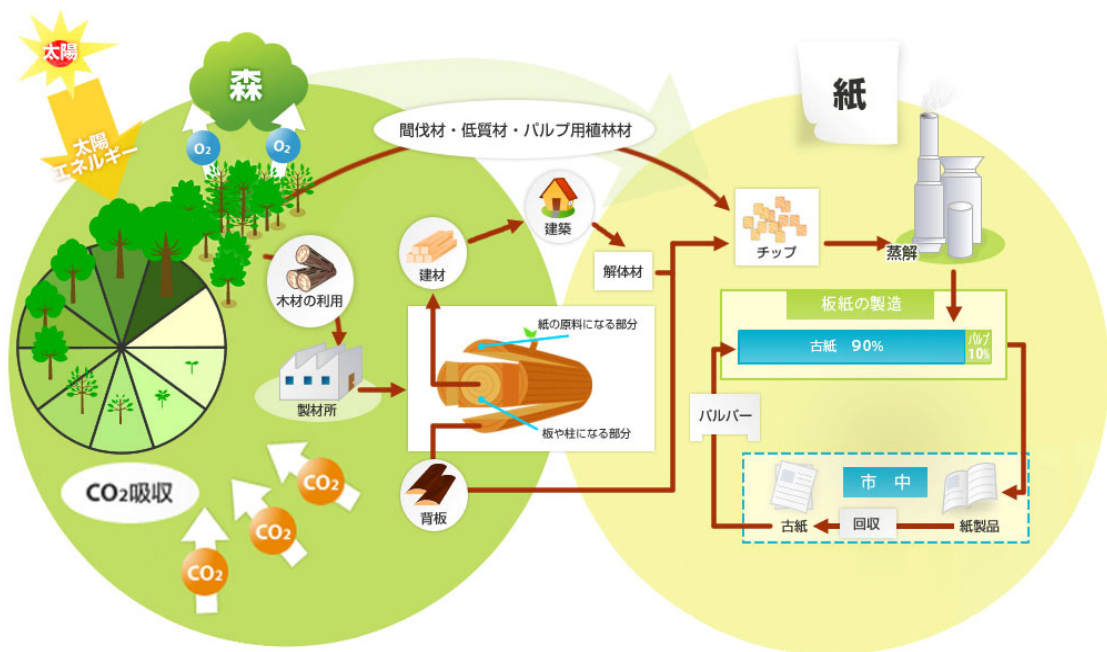 太陽
太陽
エネルギー
森
O₂
O₂
間伐材・低質材・パルプ用植林材
紙
木材の利用
製材所
建材
建築
解体材
チップ
蒸解
紙の原料になる部分
板や柱になる部分
背板
板紙の製造
古紙 90%
パルプ
10%
パルパー
市 中
古紙
回収
紙製品
CO₂吸収
CO₂
CO₂
CO₂